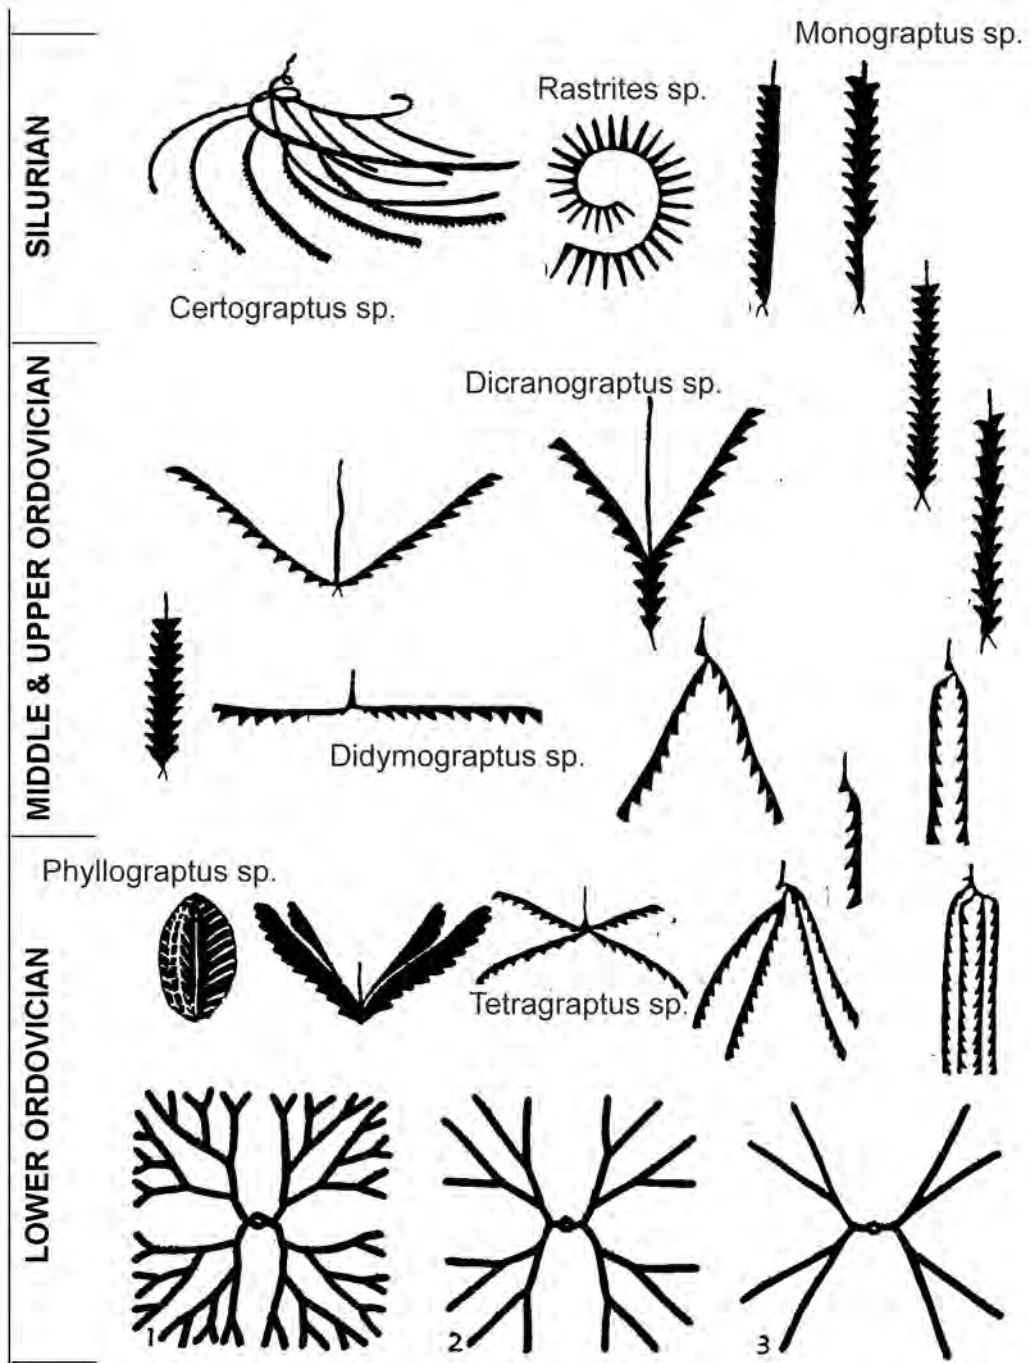 Monograptus sp.
Rastrites sp.
SILURIAN
Certograptus sp.
Dicranograptus sp.
MIDDLE & UPPER ORDOVICIAN
Didymograptus sp.
Phyllograptus sp.
Tetragraptus sp.
LOWER ORDOVICIAN
1
2
3